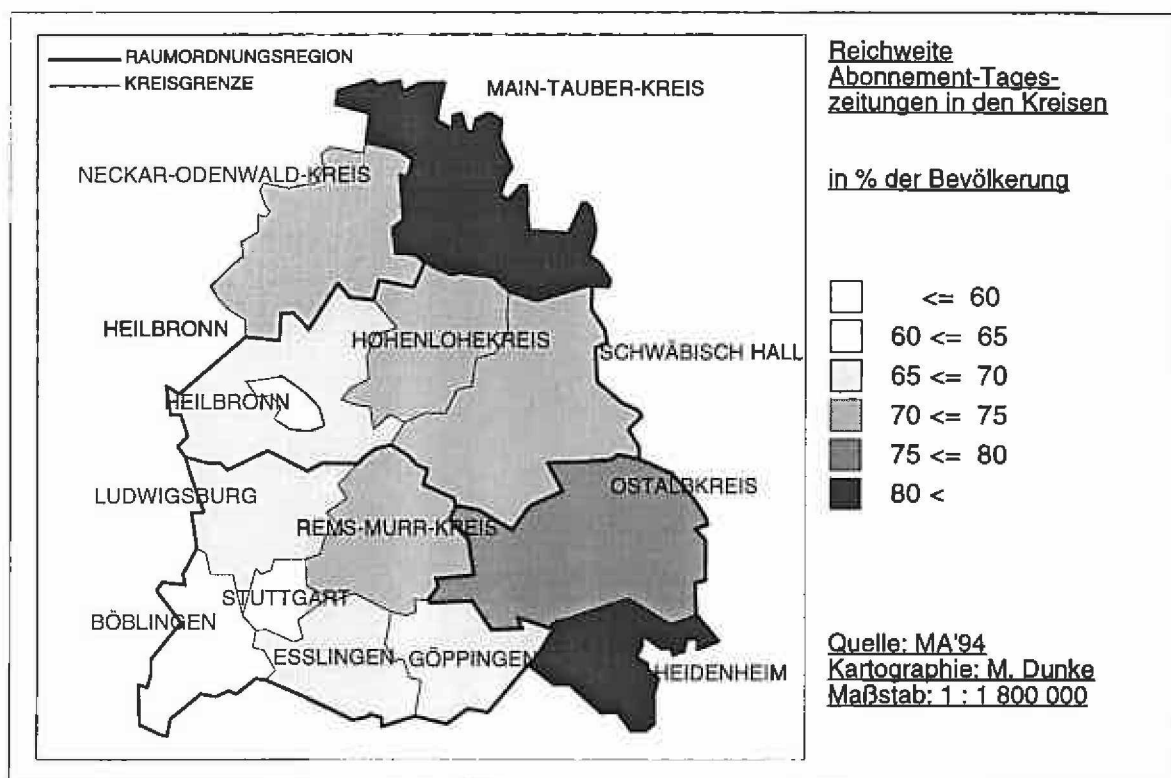 RAUMORDNUNGSREGION
KREISGRENZE
MAIN-TAUBER-KREIS
NECKAR-ODENWALD-KREIS
HEILBRONN
HOHENLOHEKREIS
SCHWÄBISCH HALL
HEILBRONN
LUDWIGSBURG
OSTALBKREIS
REMS-MURR-KREIS
STUTTGART
BÖBLINGEN
ESSLINGEN
GÖPPINGEN
HEIDENHEIM
Reichweite
Abonnement-Tages-
zeitungen in den Kreisen
in % der Bevölkerung
<= 60
60 <= 65
65 <= 70
70 <= 75
75 <= 80
80 <
Quelle: MA'94
Kartographie: M. Dunke
Maßstab: 1 : 1 800 000